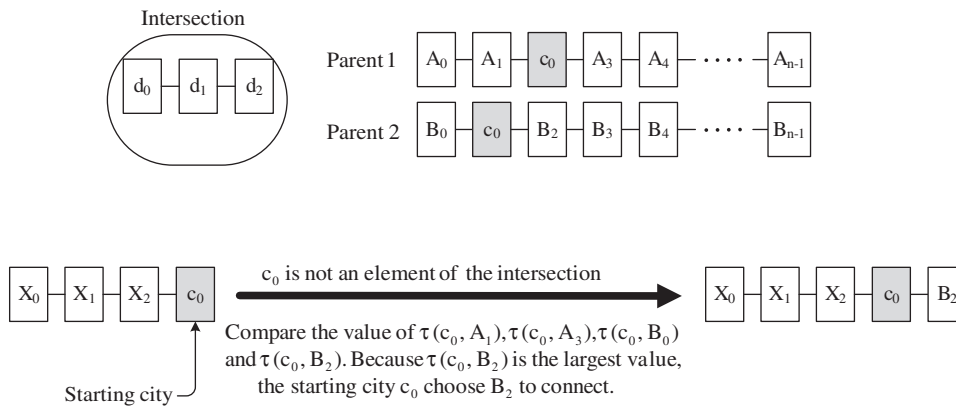 Intersection
d0 d1 d2
Parent 1 A0 A1 c0 A3 A4 · · · · An-1
Parent 2 B0 c0 B2 B3 B4 · · · · Bn-1
X0 X1 X2 c0
c0 is not an element of the intersection
Compare the value of τ(c0, A1),τ(c0, A3),τ(c0, B0)
and τ(c0, B2). Because τ(c0, B2) is the largest value,
the starting city c0 choose B2 to connect.
Starting city
X0 X1 X2 c0 B2